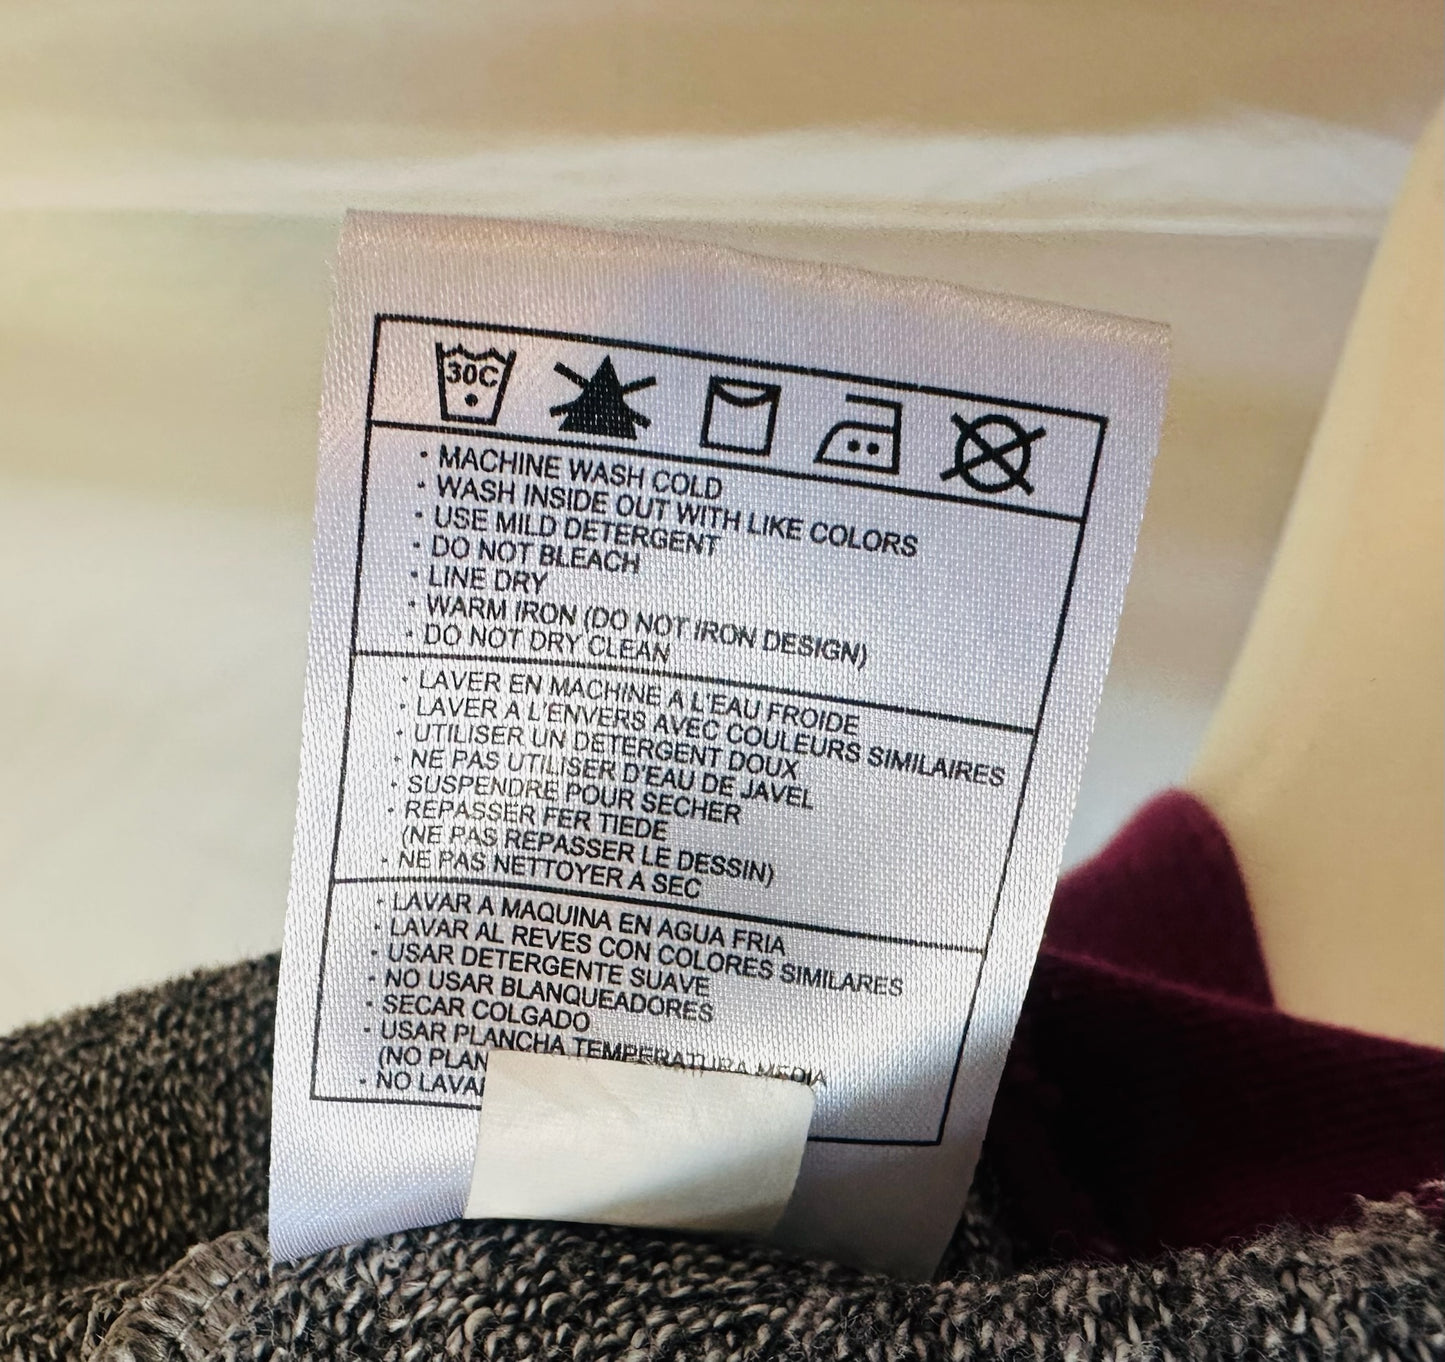 30C
• MACHINE WASH COLD
• WASH INSIDE OUT WITH LIKE COLORS
• USE MILD DETERGENT
• DO NOT BLEACH
• LINE DRY
• WARM IRON (DO NOT IRON DESIGN)
• DO NOT DRY CLEAN
• LAVER EN MACHINE A L'EAU FROIDE
• LAVER A L'ENVERS AVEC COULEURS SIMILAIRES
• UTILISER UN DETERGENT DOUX
• NE PAS UTILISER D'EAU DE JAVEL
• SUSPENDRE POUR SECHER
• REPASSER FER TIEDE
(NE PAS REPASSER LE DESSIN)
• NE PAS NETTOYER A SEC
• LAVAR A MAQUINA EN AGUA FRIA
• LAVAR AL REVES CON COLORES SIMILARES
• USAR DETERGENTE SUAVE
• NO USAR BLANQUEADORES
• SECAR COLGADO
• USAR PLANCHA TEMPERATURA MEDIA
(NO
• NO